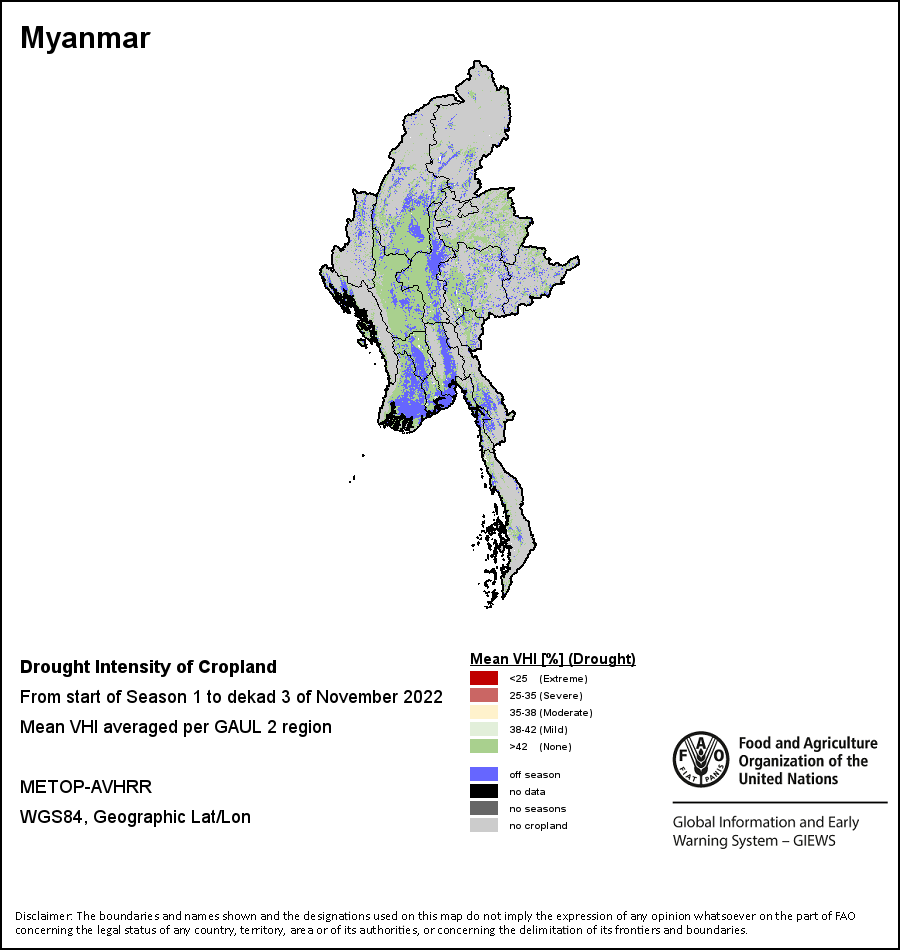 Myanmar
Drought Intensity of Cropland
From start of Season 1 to dekad 3 of November 2022
Mean VHI averaged per GAUL 2 region
METOP-AVHRR
WGS84, Geographic Lat/Lon
Mean VHI [%] (Drought)
<25 (Extreme)
25-35 (Severe)
35-38 (Moderate)
38-42 (Mild)
>42 (None)
off season
no data
no seasons
no cropland
F A O
FIAT PANIS
Food and Agriculture
Organization of the
United Nations
Global Information and Early
Warning System – GIEWS
Disclaimer: The boundaries and names shown and the designations used on this map do not imply the expression of any opinion whatsoever on the part of FAO
concerning the legal status of any country, territory, area or of its authorities, or concerning the delimitation of its frontiers and boundaries.